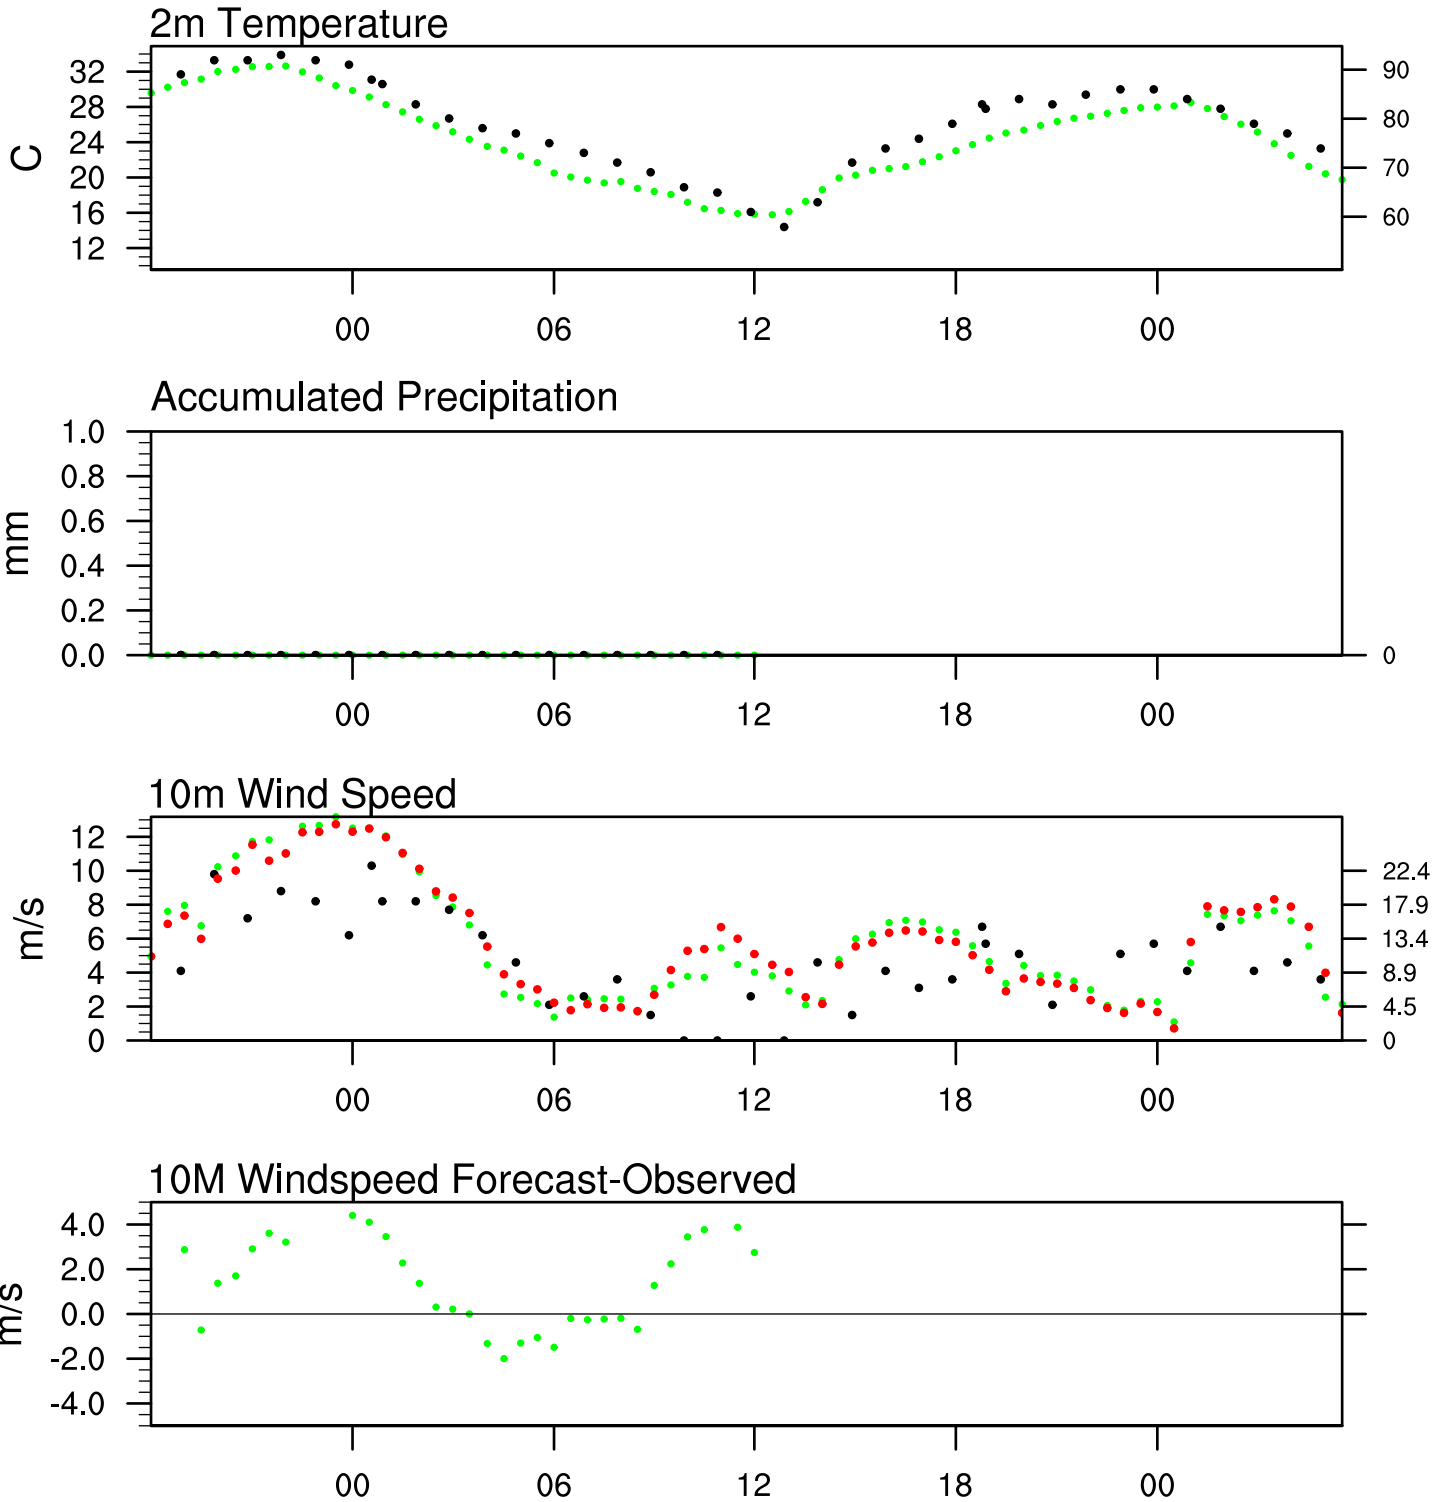 2m Temperature
C
32
28
24
20
16
12
90
80
70
60
00 06 12 18 00
Accumulated Precipitation
mm
1.0
0.8
0.6
0.4
0.2
0.0
0
00 06 12 18 00
10m Wind Speed
m/s
12
10
8
6
4
2
0
22.4
17.9
13.4
8.9
4.5
0
00 06 12 18 00
10M Windspeed Forecast-Observed
m/s
4.0
2.0
0.0
-2.0
-4.0
00 06 12 18 00